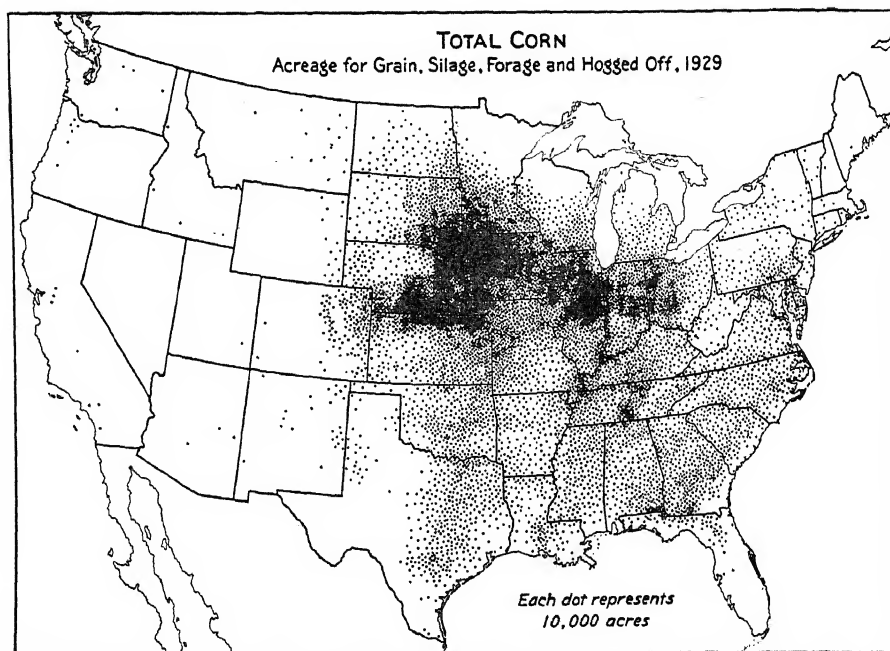 TOTAL CORN
Acreage for Grain, Silage, Forage and Hogged Off, 1929
Each dot represents
10,000 acres